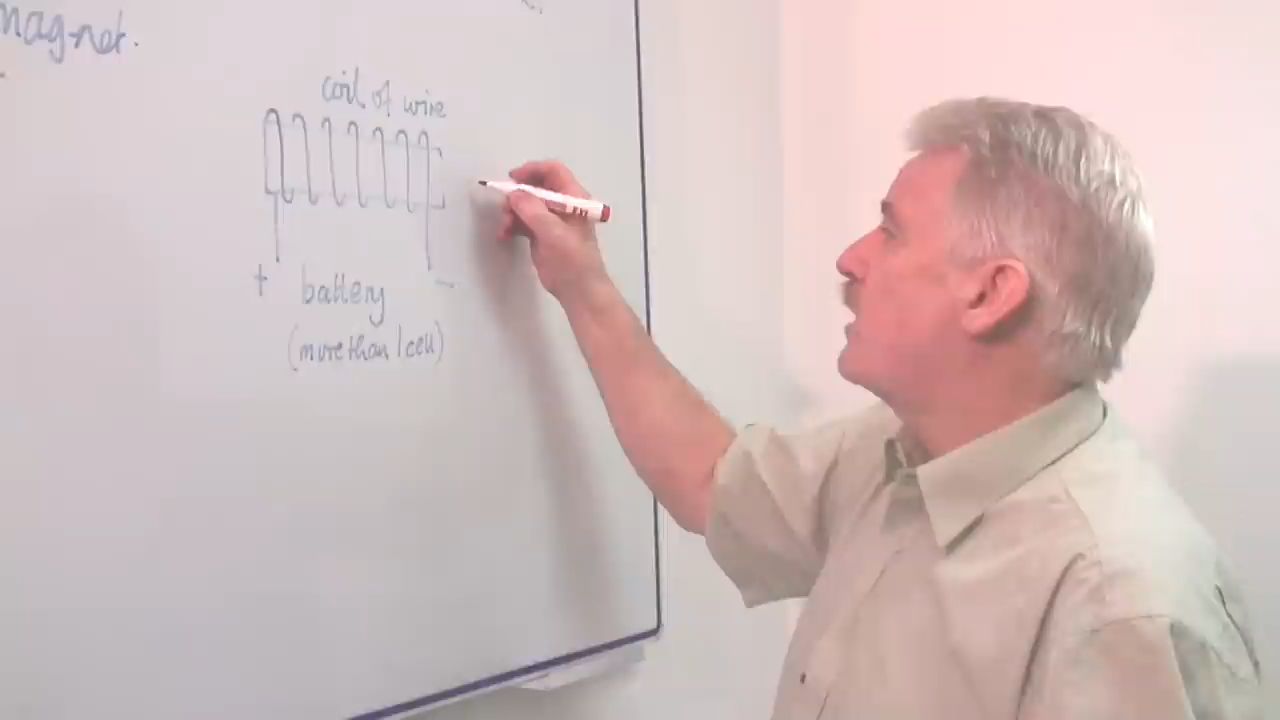 magnet.
coil of wire
+ battery -
(more than 1 cell)